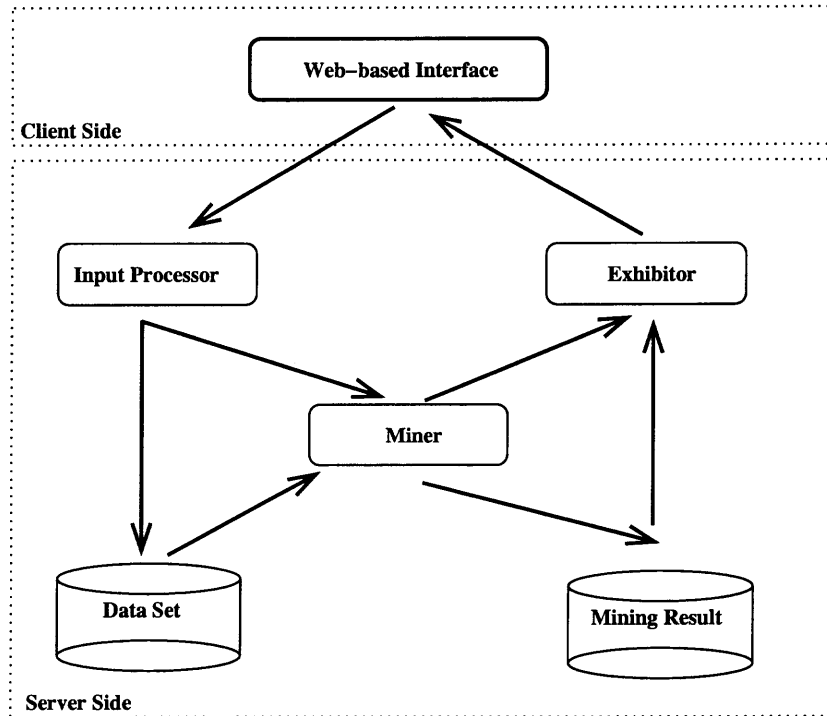 Web-based Interface
Client Side
Input Processor
Exhibitor
Miner
Data Set
Mining Result
Server Side